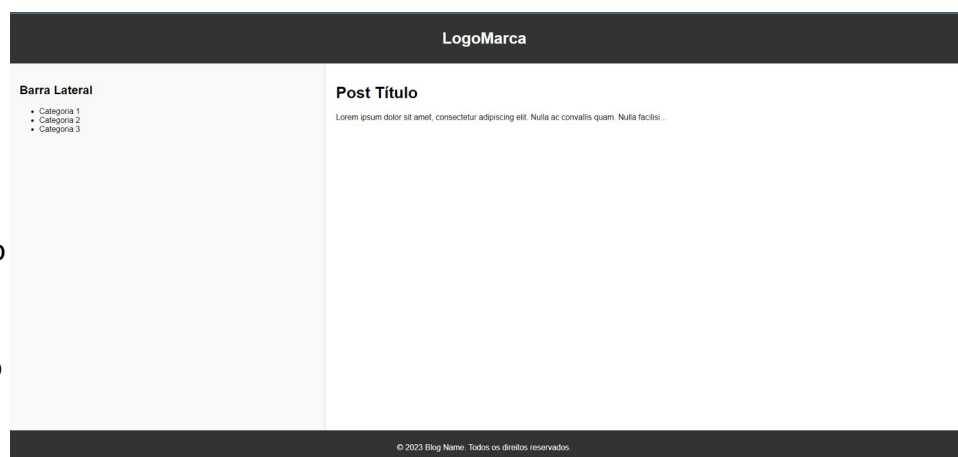 LogoMarca
Barra Lateral
Categoria 1
Categoria 2
Categoria 3
Post Título
Lorem ipsum dolor sit amet, consectetur adipiscing elit. Nulla ac convallis quam. Nulla facilisi...
© 2023 Blog Name. Todos os direitos reservados.